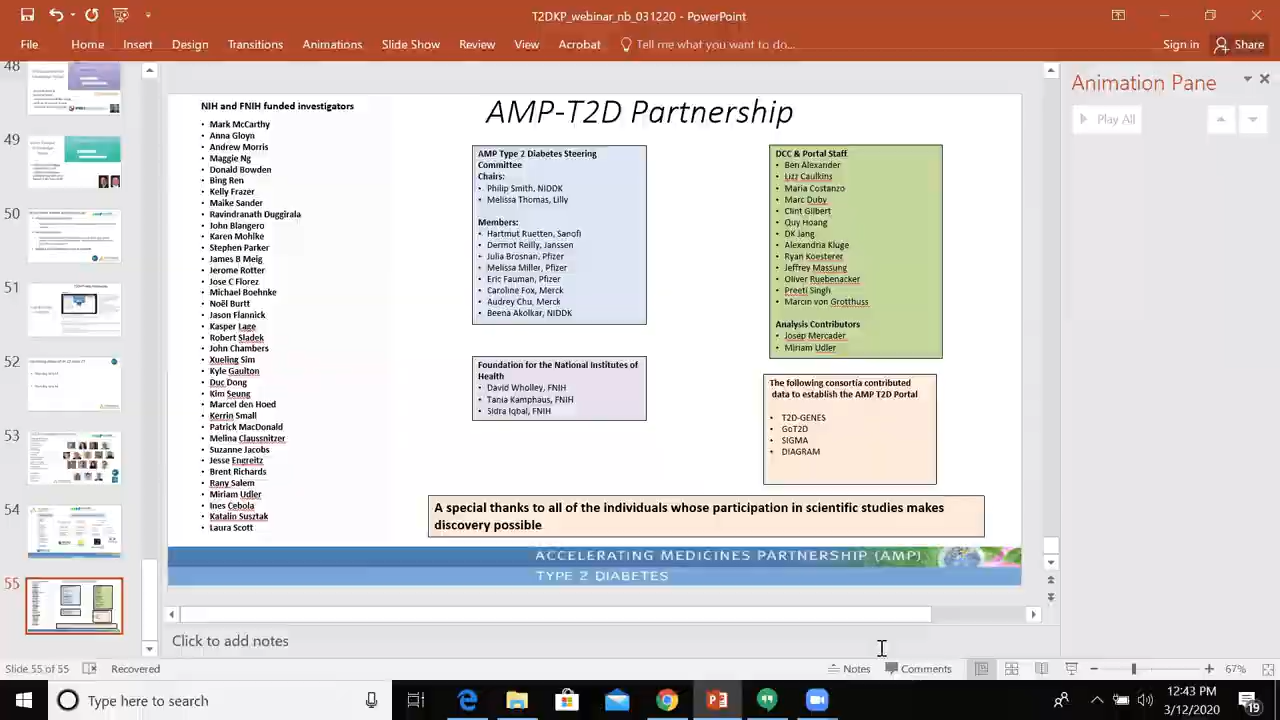 T2DKP_webinar_nb_031220 - PowerPoint
File Home Insert Design Transitions Animations Slide Show Review View Acrobat Tell me what you want to do... Sign in Share
48
49
50
51
52
53
55
NIH and FNIH funded investigators
• Mark McCarthy
• Anna Gloyn
• Andrew Morris
• Maggie Ng
• Donald Bowden
• Bing Ren
• Kelly Frazer
• Maike Sander
• Ravindranath Duggirala
• John Blangero
• Karen Mohlke
• Stephen Parker
• James B Meig
• Jerome Rotter
• Jose C Florez
• Michael Boehnke
• Noël Burtt
• Jason Flannick
• Kasper Lage
• Robert Sladek
• John Chambers
• Xueling Sim
• Kyle Gaulton
• Duc Dong
• Kim Seung
• Marcel den Hoed
• Kerrin Small
• Patrick MacDonald
• Melina Claussnitzer
• Suzanne Jacobs
• Jesse Engreitz
• Brent Richards
• Rany Salem
• Miriam Udler
• Ines Cebola
• Katalin Susztak
• Laura Scott
AMP-T2D Partnership
AMP Type 2 Diabetes Steering
Committee
Chairs:
• Philip Smith, NIDDK
• Melissa Thomas, Lilly
Members:
• Hartmut Ruetten, Sanofi
• Dermot Reilly, Janssen
• Julia Brosnan, Pfizer
• Melissa Miller, Pfizer
• Eric Fauman, Pfizer
• Caroline Fox, Merck
• Audrey Chu, Merck
• Beena Akolkar, NIDDK
Foundation for the National Institutes of
Health
• David Wholley, FNIH
• Tania Kamphaus, FNIH
• Sidra Iqbal, FNIH
DCC & Portal Staff
• Ben Alexander
• Lizz Caulkins
• Maria Costanzo
• Marc Duby
• Clint Gilbert
• Quy Hoang
• DK Jang
• Alexandria Kluge
• Ryan Koesterer
• Jeffrey Massung
• Oliver Ruebenacker
• Preeti Singh
• Marcin von Grotthuss
Analysis Contributors
• Josep Mercader
• Miriam Udler
The following consortia contributed
data to establish the AMP T2D Portal
• T2D-GENES
• GoT2D
• SIGMA
• DIAGRAM
A special thanks to all of the individuals whose participation in scientific studies makes
discovery possible
ACCELERATING MEDICINES PARTNERSHIP (AMP)
TYPE 2 DIABETES
Animation Pane
Play All
Click to add notes
Slide 55 of 55 Recovered Notes Comments 67%
Type here to search
12:43 PM
3/12/2020
19